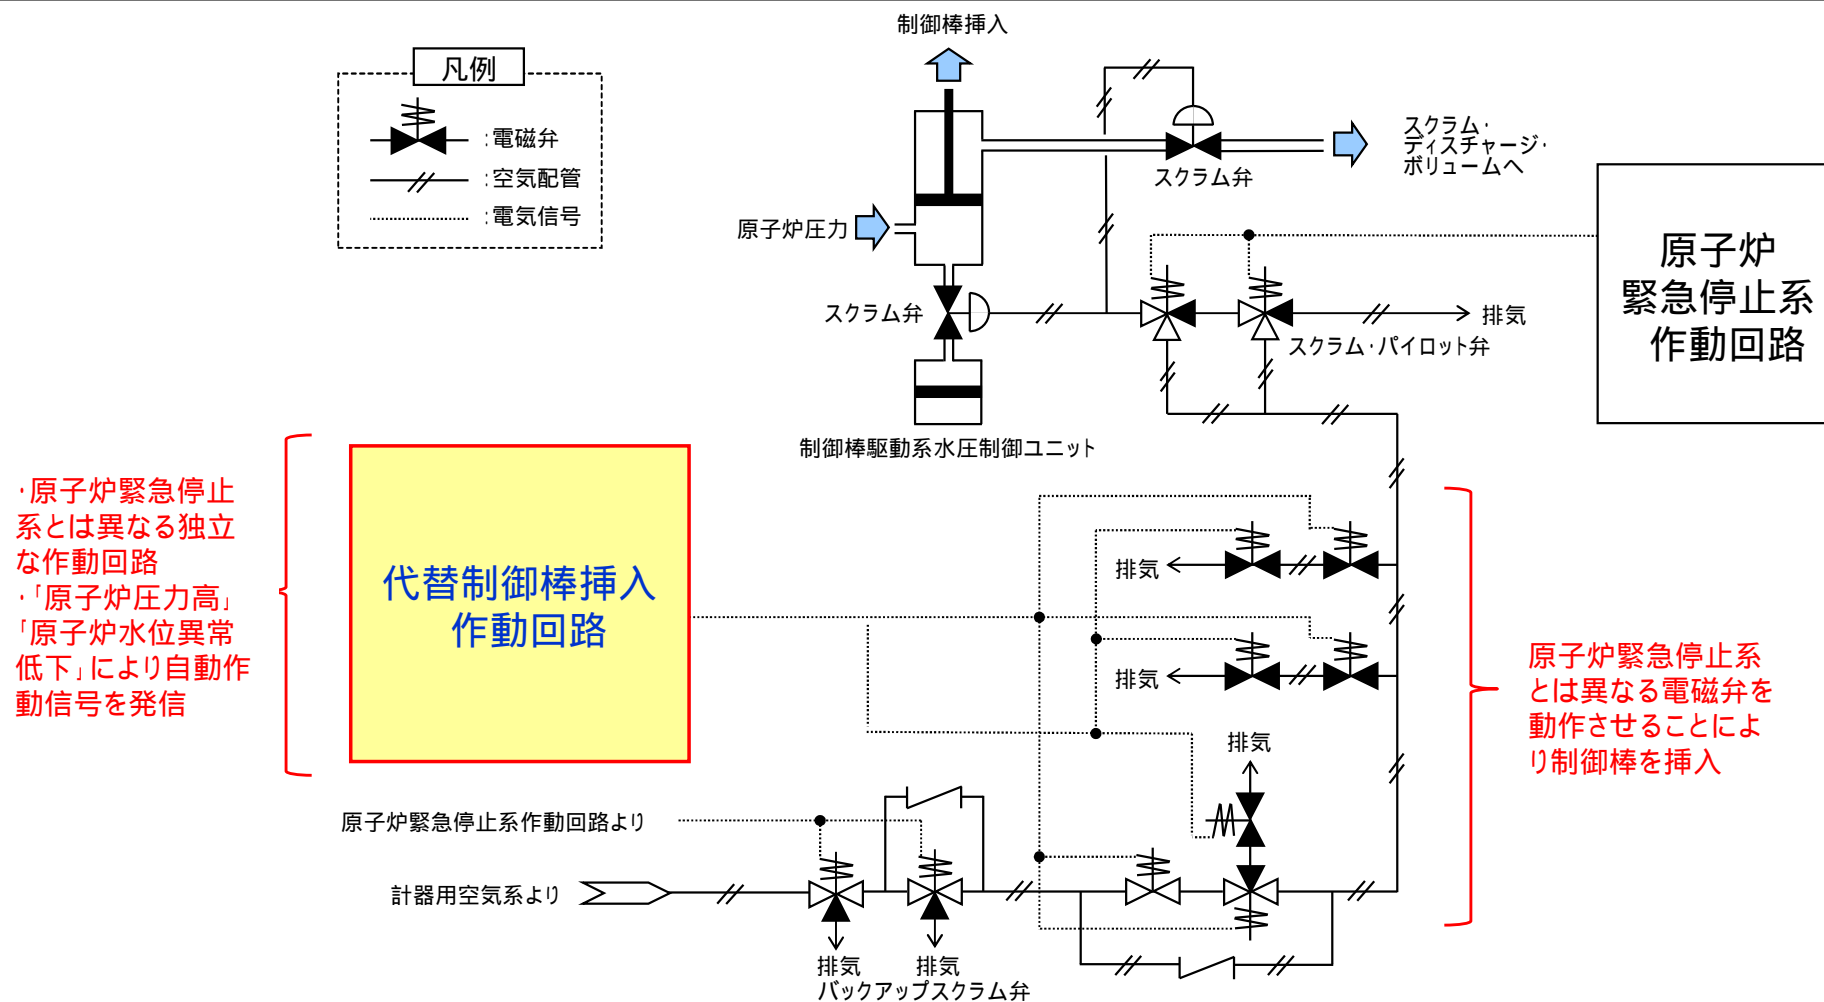 制御棒挿入
凡例
:電磁弁
:空気配管
:電気信号
スクラム・
ディスチャージ・
ボリュームへ
スクラム弁
原子炉圧力
原子炉
緊急停止系
作動回路
スクラム弁
排気
スクラム・パイロット弁
制御棒駆動系水圧制御ユニット
・原子炉緊急停止
系とは異なる独立
な作動回路
・「原子炉圧力高」
「原子炉水位異常
低下」により自動作
動信号を発信
代替制御棒挿入
作動回路
排気
排気
原子炉緊急停止系
とは異なる電磁弁を
動作させることによ
り制御棒を挿入
排気
原子炉緊急停止系作動回路より
計器用空気系より
排気
排気
バックアップスクラム弁